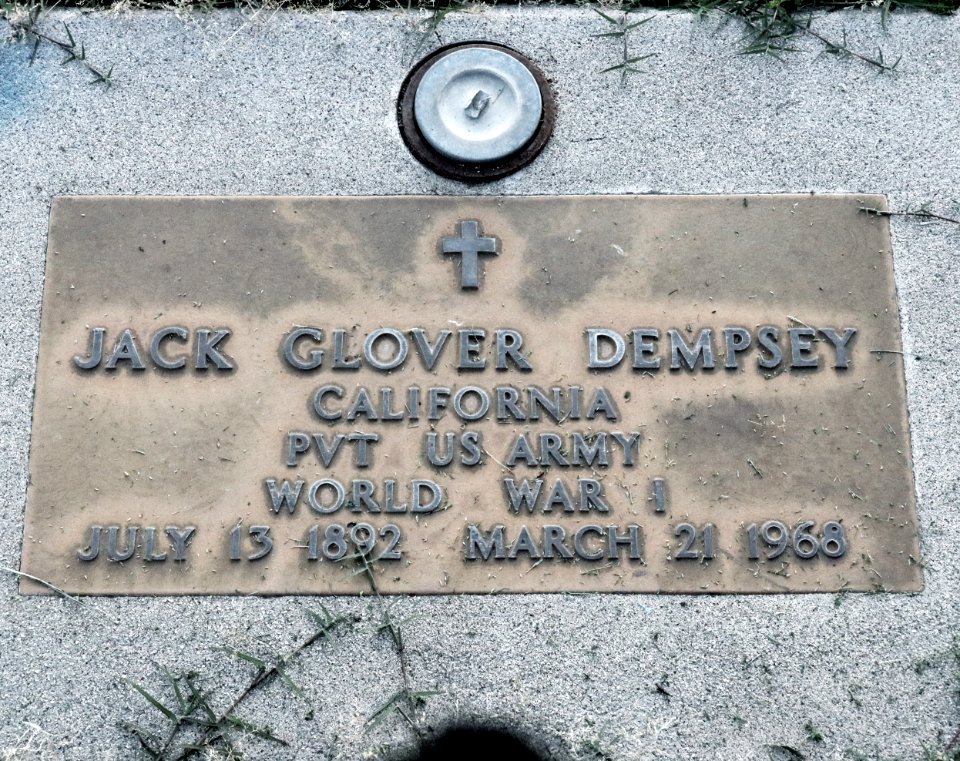 JACK GLOVER DEMPSEY
CALIFORNIA
PVT US ARMY
WORLD WAR I
JULY 13 1892 MARCH 21 1968